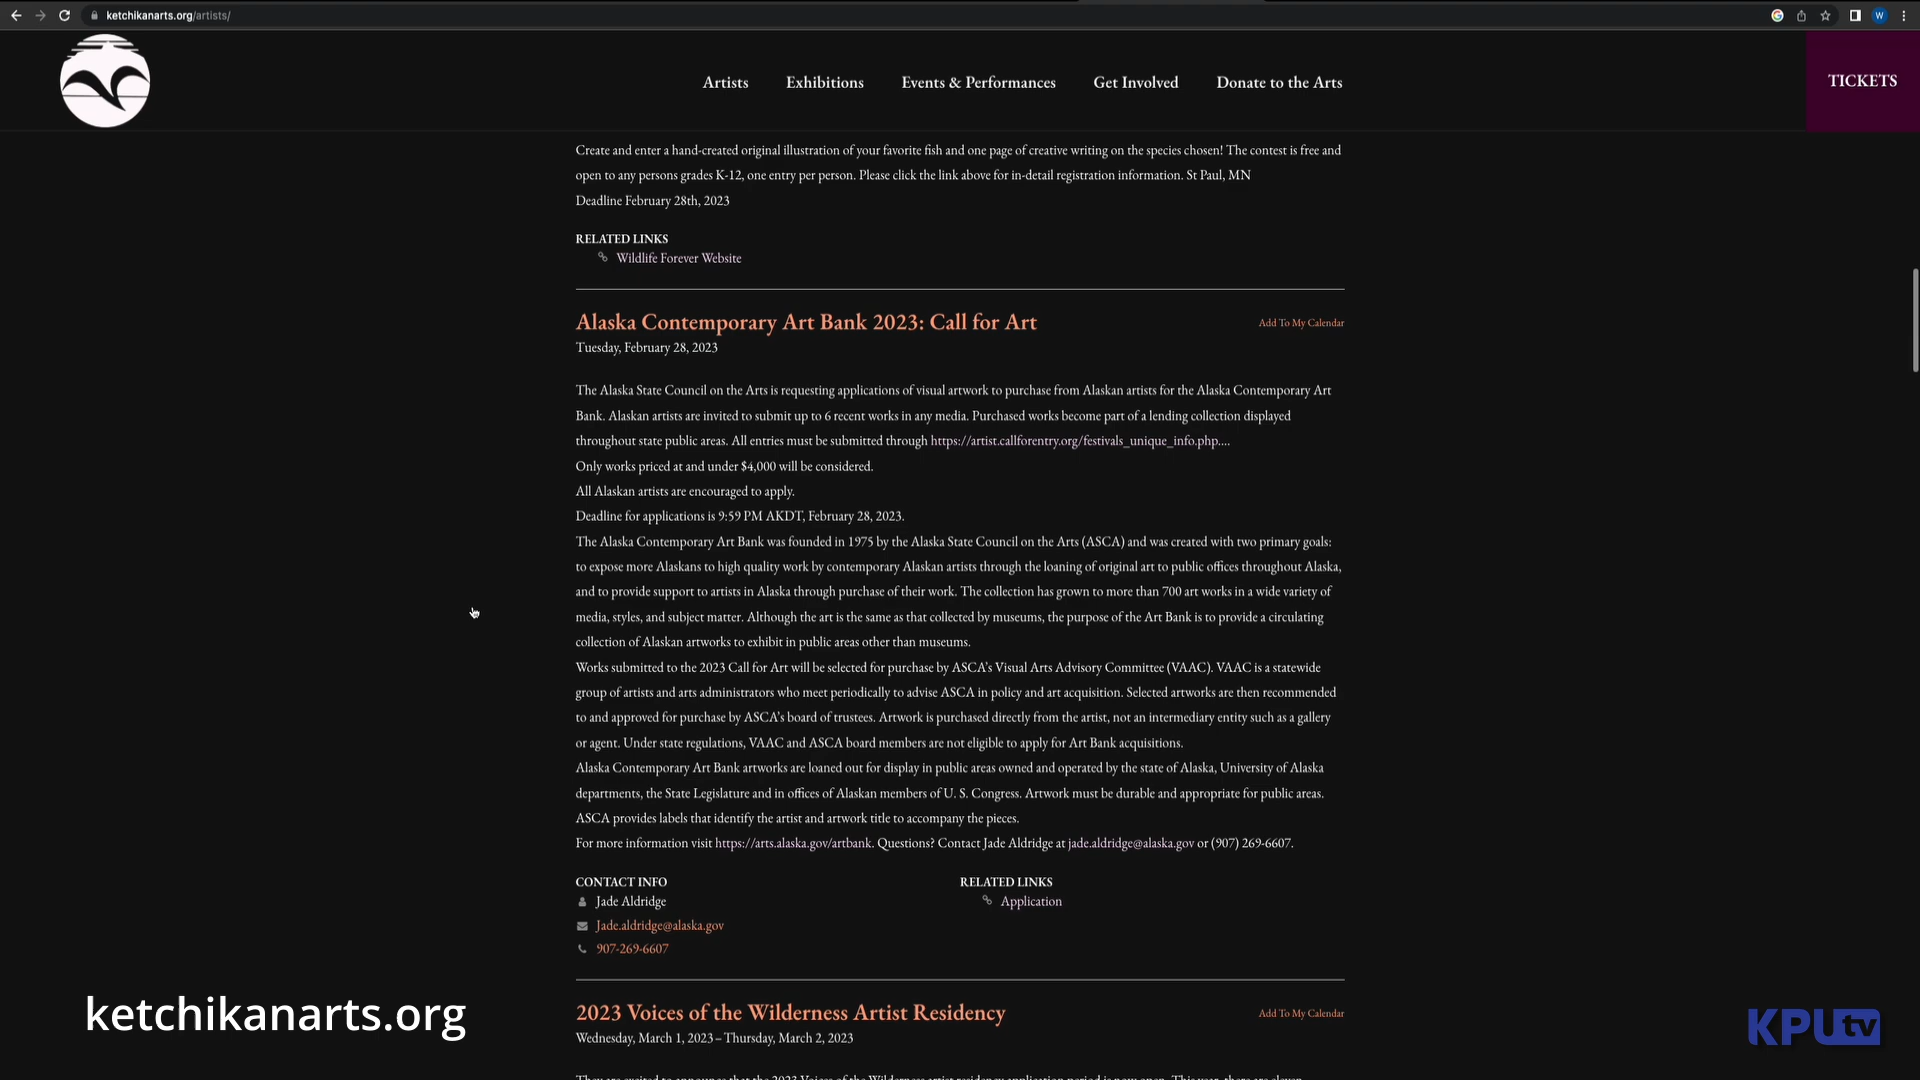 ketchikanarts.org/artists/
W
Artists Exhibitions Events & Performances Get Involved Donate to the Arts
TICKETS
Create and enter a hand-created original illustration of your favorite fish and one page of creative writing on the species chosen! The contest is free and
open to any persons grades K-12, one entry per person. Please click the link above for in-detail registration information. St Paul, MN
Deadline February 28th, 2023
RELATED LINKS
Wildlife Forever Website
Alaska Contemporary Art Bank 2023: Call for Art
Add To My Calendar
Tuesday, February 28, 2023
The Alaska State Council on the Arts is requesting applications of visual artwork to purchase from Alaskan artists for the Alaska Contemporary Art
Bank. Alaskan artists are invited to submit up to 6 recent works in any media. Purchased works become part of a lending collection displayed
throughout state public areas. All entries must be submitted through https://artist.callforentry.org/festivals_unique_info.php....
Only works priced at and under $4,000 will be considered.
All Alaskan artists are encouraged to apply.
Deadline for applications is 9:59 PM AKDT, February 28, 2023.
The Alaska Contemporary Art Bank was founded in 1975 by the Alaska State Council on the Arts (ASCA) and was created with two primary goals:
to expose more Alaskans to high quality work by contemporary Alaskan artists through the loaning of original art to public offices throughout Alaska,
and to provide support to artists in Alaska through purchase of their work. The collection has grown to more than 700 art works in a wide variety of
media, styles, and subject matter. Although the art is the same as that collected by museums, the purpose of the Art Bank is to provide a circulating
collection of Alaskan artworks to exhibit in public areas other than museums.
Works submitted to the 2023 Call for Art will be selected for purchase by ASCA's Visual Arts Advisory Committee (VAAC). VAAC is a statewide
group of artists and arts administrators who meet periodically to advise ASCA in policy and art acquisition. Selected artworks are then recommended
to and approved for purchase by ASCA's board of trustees. Artwork is purchased directly from the artist, not an intermediary entity such as a gallery
or agent. Under state regulations, VAAC and ASCA board members are not eligible to apply for Art Bank acquisitions.
Alaska Contemporary Art Bank artworks are loaned out for display in public areas owned and operated by the state of Alaska, University of Alaska
departments, the State Legislature and in offices of Alaskan members of U. S. Congress. Artwork must be durable and appropriate for public areas.
ASCA provides labels that identify the artist and artwork title to accompany the pieces.
For more information visit https://arts.alaska.gov/artbank. Questions? Contact Jade Aldridge at jade.aldridge@alaska.gov or (907) 269-6607.
CONTACT INFO
Jade Aldridge
Jade.aldridge@alaska.gov
907-269-6607
RELATED LINKS
Application
2023 Voices of the Wilderness Artist Residency
Add To My Calendar
Wednesday, March 1, 2023 – Thursday, March 2, 2023
ketchikanarts.org
KPUtv